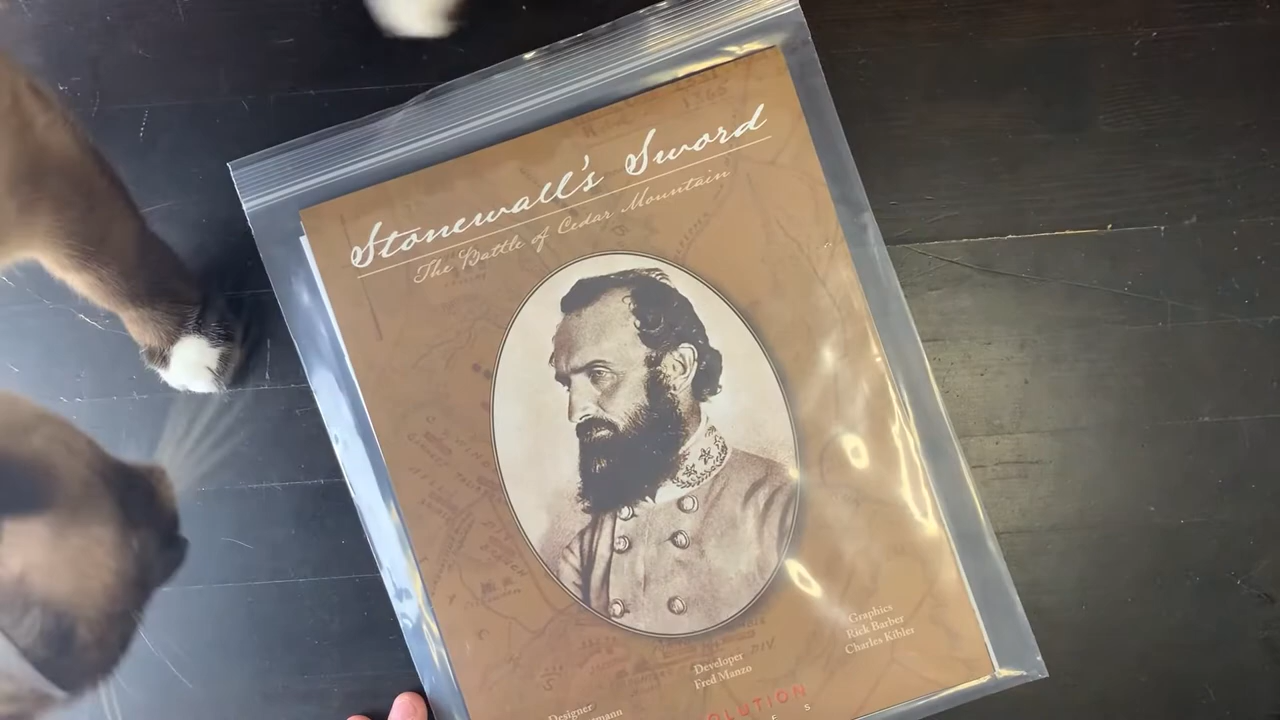 Stonewall's Sword
The Battle of Cedar Mountain
Graphics
Rick Barber
Charles Kibler
Developer
Fred Manzo
Designer